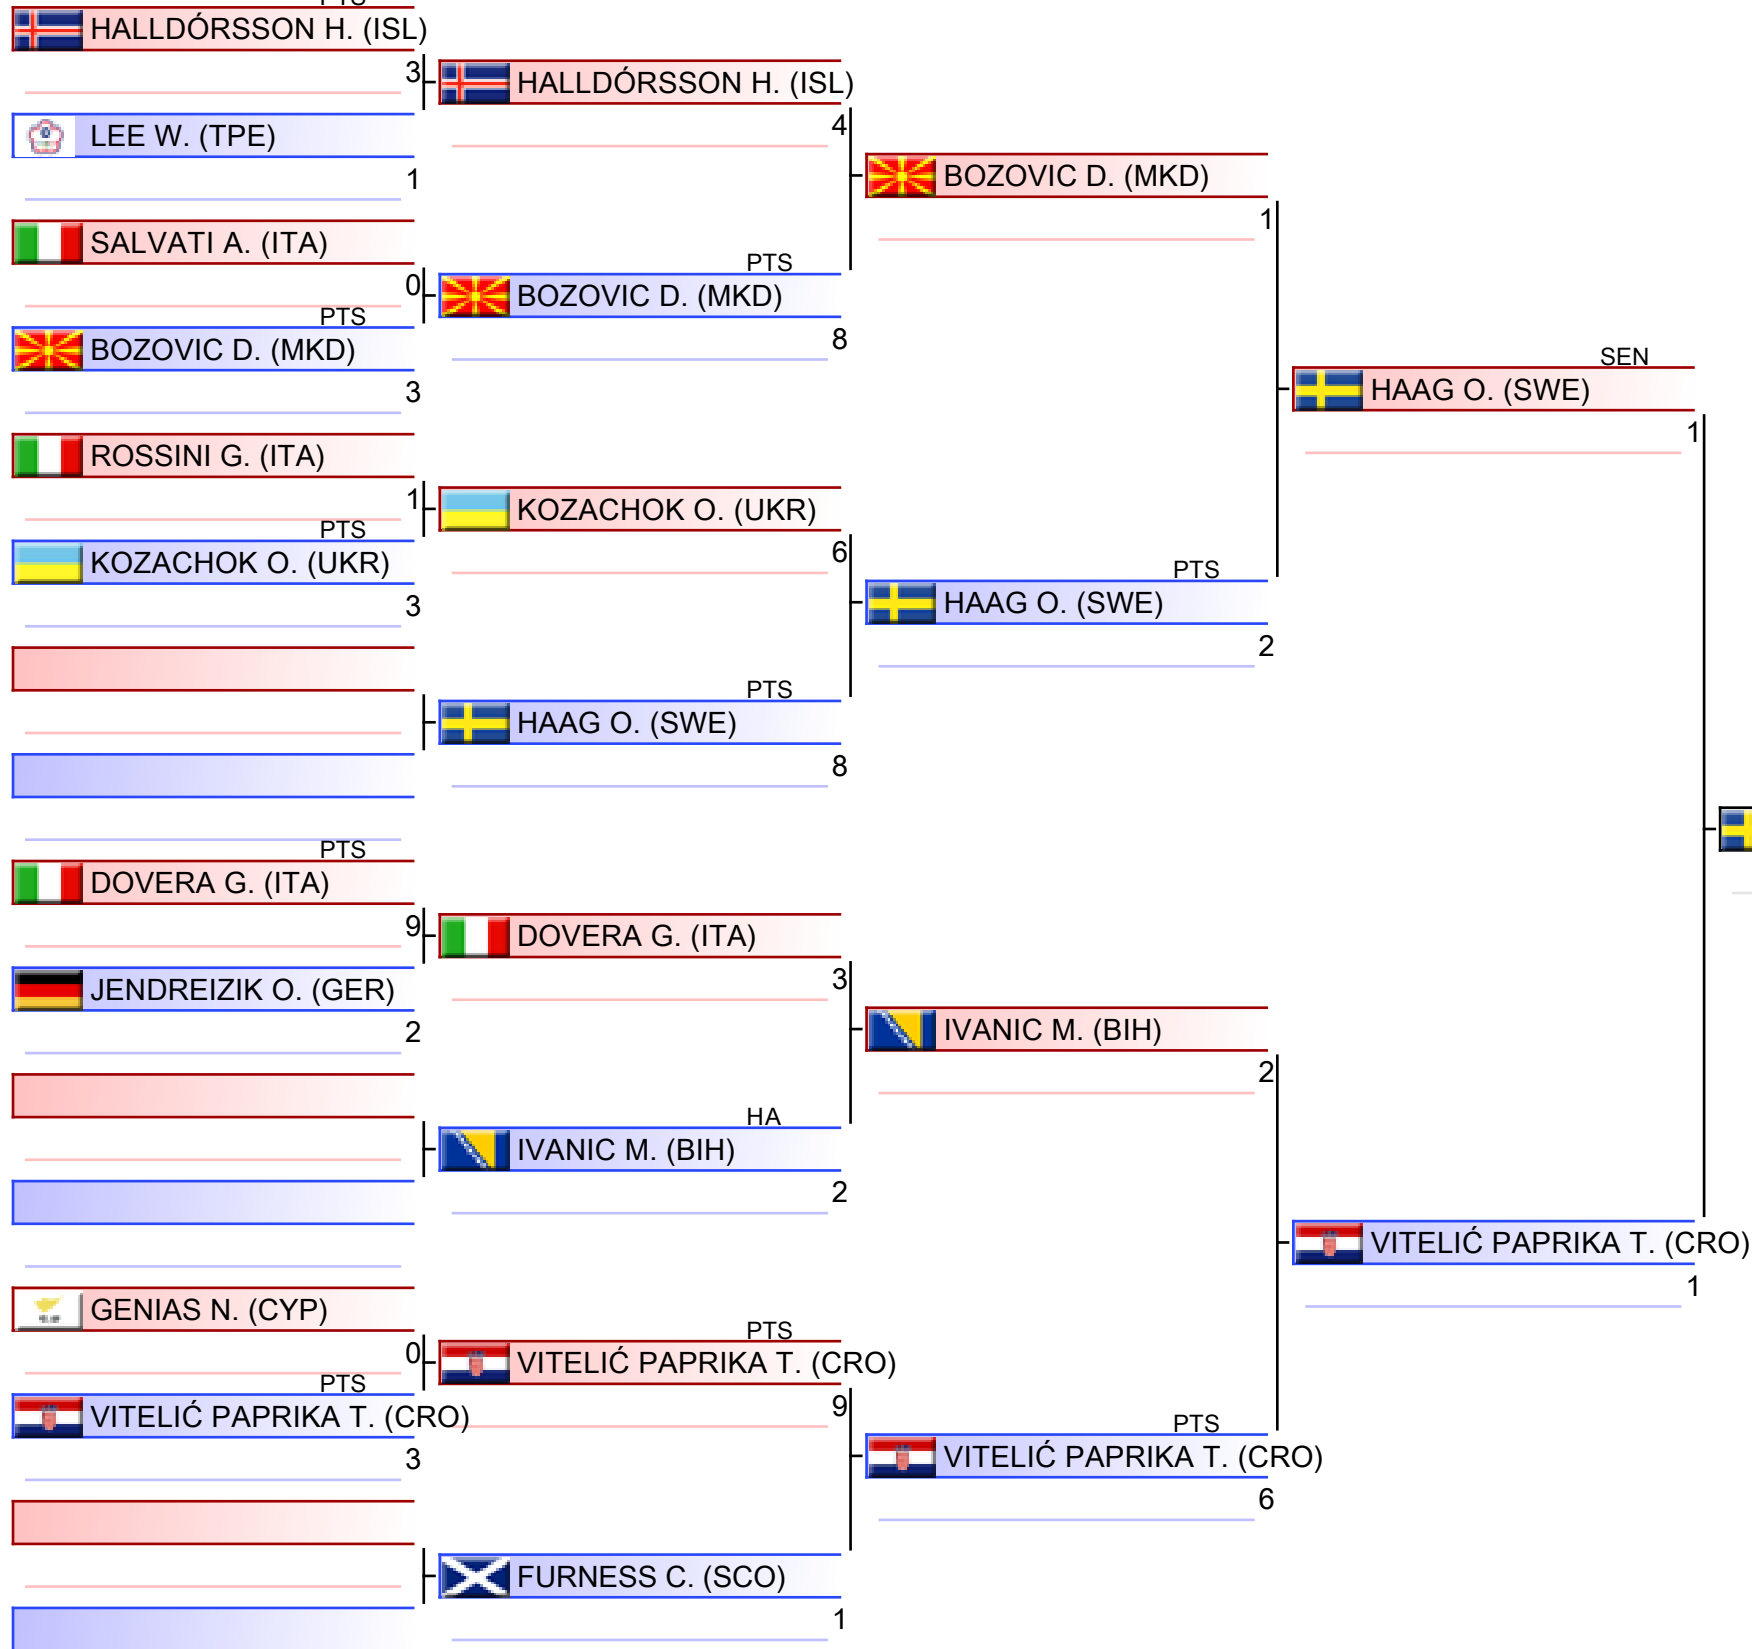 PTS
HALLDÓRSSON H. (ISL)
3
LEE W. (TPE)
1
SALVATI A. (ITA)
0
PTS
BOZOVIC D. (MKD)
3
ROSSINI G. (ITA)
1
PTS
KOZACHOK O. (UKR)
3
PTS
DOVERA G. (ITA)
9
JENDREIZIK O. (GER)
2
GENIAS N. (CYP)
0
PTS
VITELIĆ PAPRIKA T. (CRO)
3
HALLDÓRSSON H. (ISL)
4
PTS
BOZOVIC D. (MKD)
8
KOZACHOK O. (UKR)
6
PTS
HAAG O. (SWE)
8
DOVERA G. (ITA)
3
HA
IVANIC M. (BIH)
2
PTS
VITELIĆ PAPRIKA T. (CRO)
9
FURNESS C. (SCO)
1
BOZOVIC D. (MKD)
1
PTS
HAAG O. (SWE)
2
IVANIC M. (BIH)
2
PTS
VITELIĆ PAPRIKA T. (CRO)
6
SEN
HAAG O. (SWE)
1
VITELIĆ PAPRIKA T. (CRO)
1